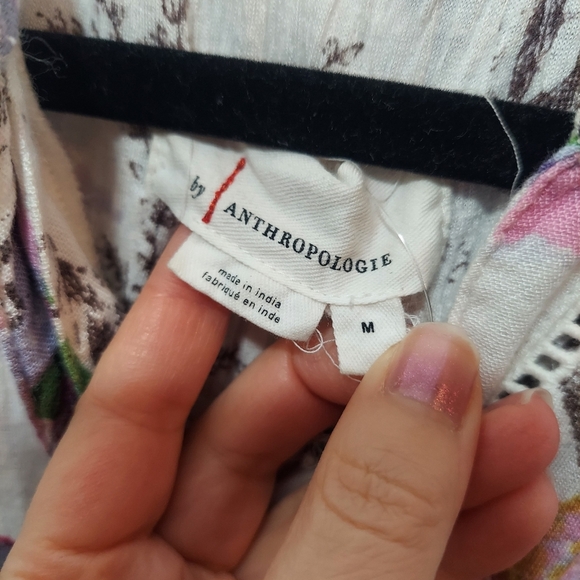 by ANTHROPOLOGIE
made in india
fabriqué en inde
M